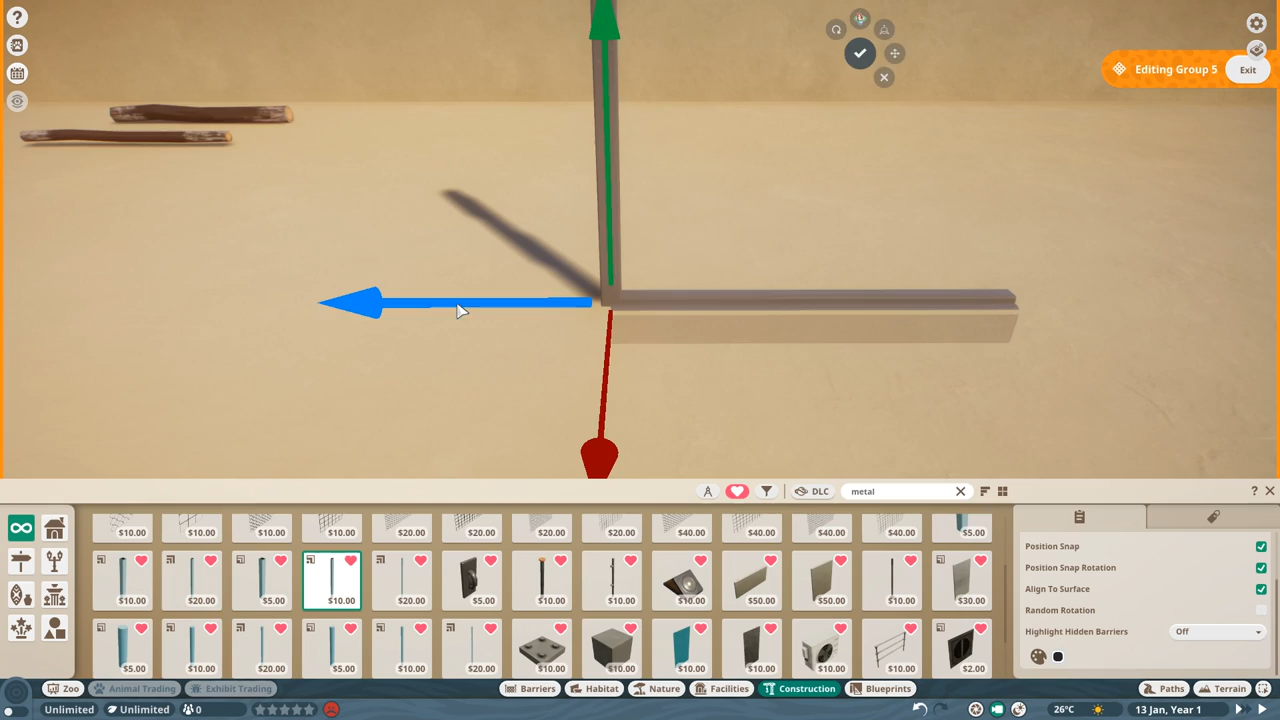 Editing Group 5
Exit
DLC
metal
$10.00 $10.00 $20.00 $10.00 $20.00 $20.00 $20.00 $20.00 $40.00 $40.00 $40.00 $40.00 $5.00
$10.00 $20.00 $5.00 $10.00 $20.00 $5.00 $10.00 $10.00 $10.00 $50.00 $50.00 $10.00 $30.00
$5.00 $10.00 $20.00 $5.00 $10.00 $20.00 $10.00 $10.00 $10.00 $10.00 $50.00 $10.00 $2.00
Position Snap
Position Snap Rotation
Align To Surface
Random Rotation
Highlight Hidden Barriers Off
Zoo Animal Trading Exhibit Trading Barriers Habitat Nature Facilities Construction Blueprints Paths Terrain
Unlimited Unlimited 0 26°C 13 Jan, Year 1